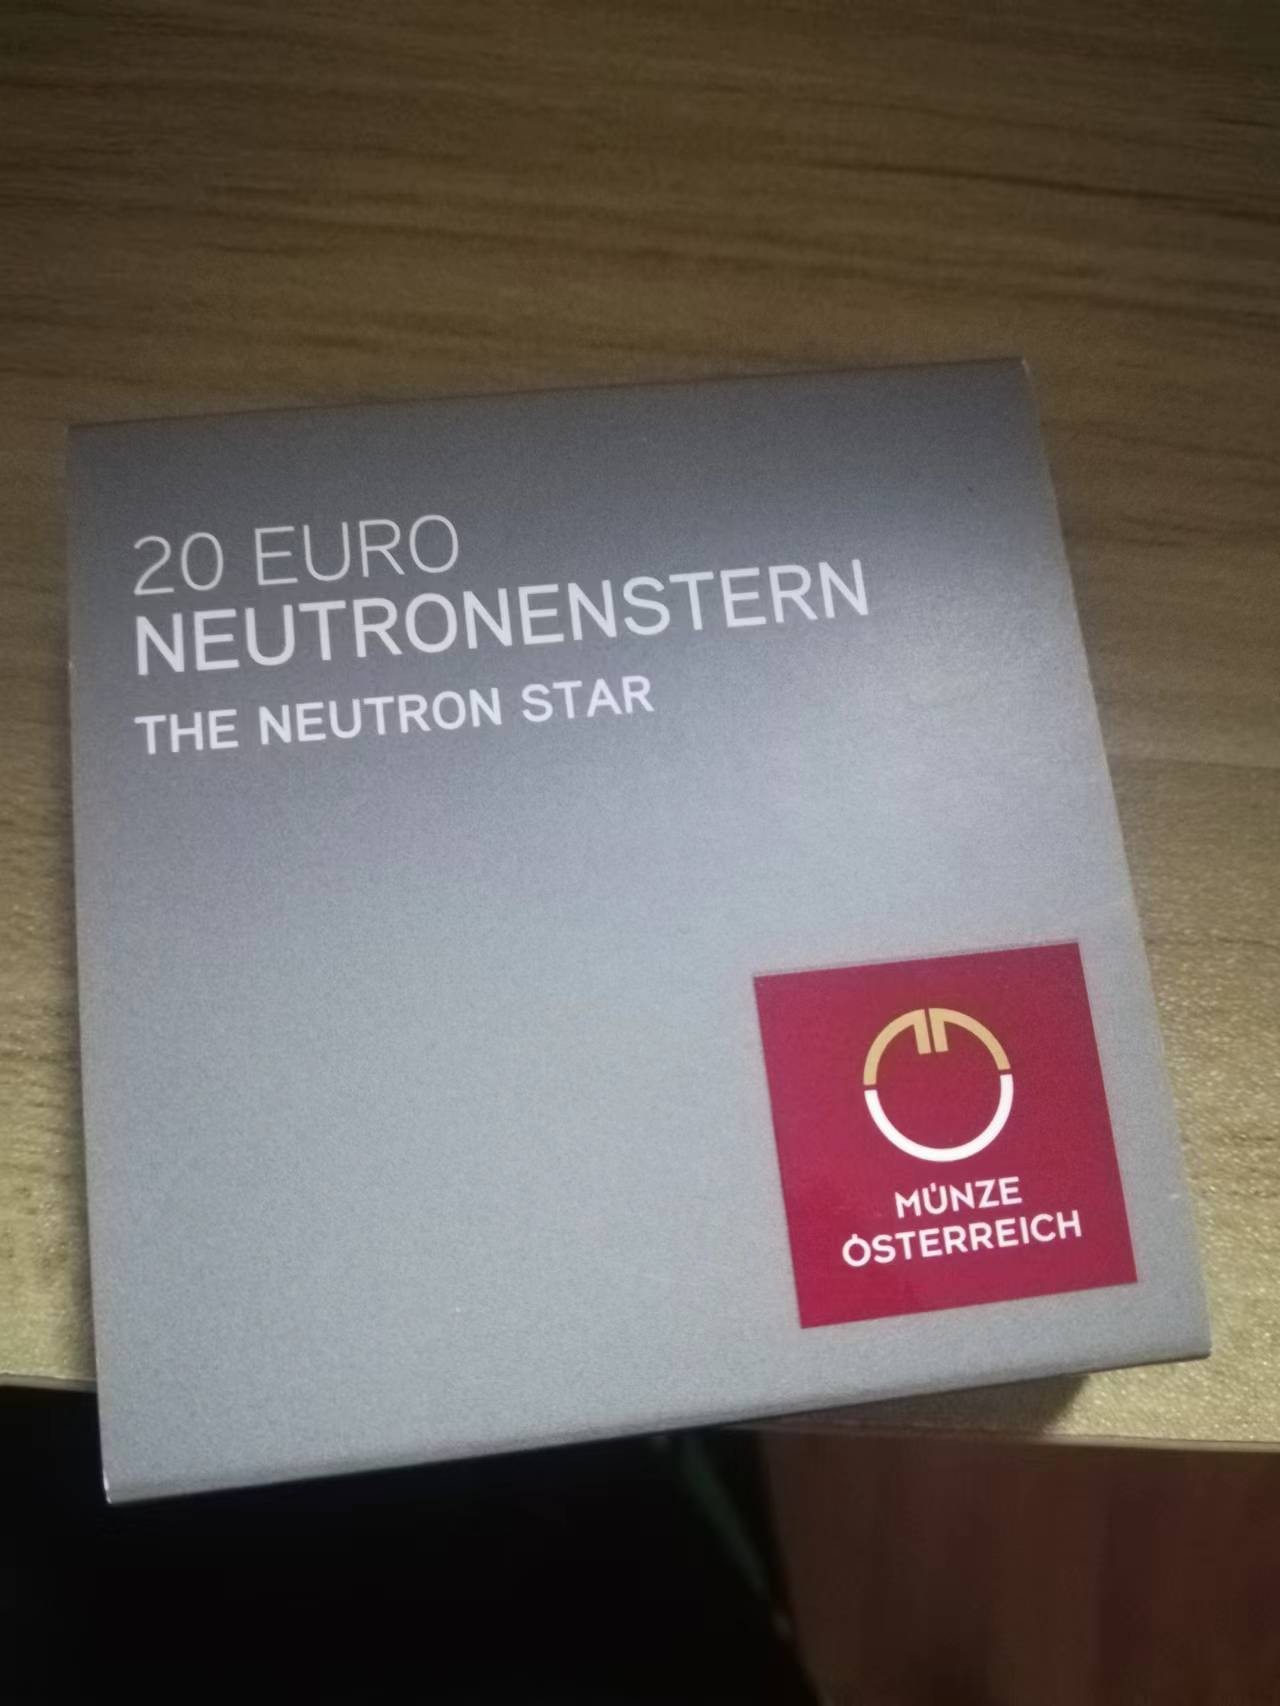 20 EURO
NEUTRONENSTERN
THE NEUTRON STAR
MÜNZE
ÖSTERREICH